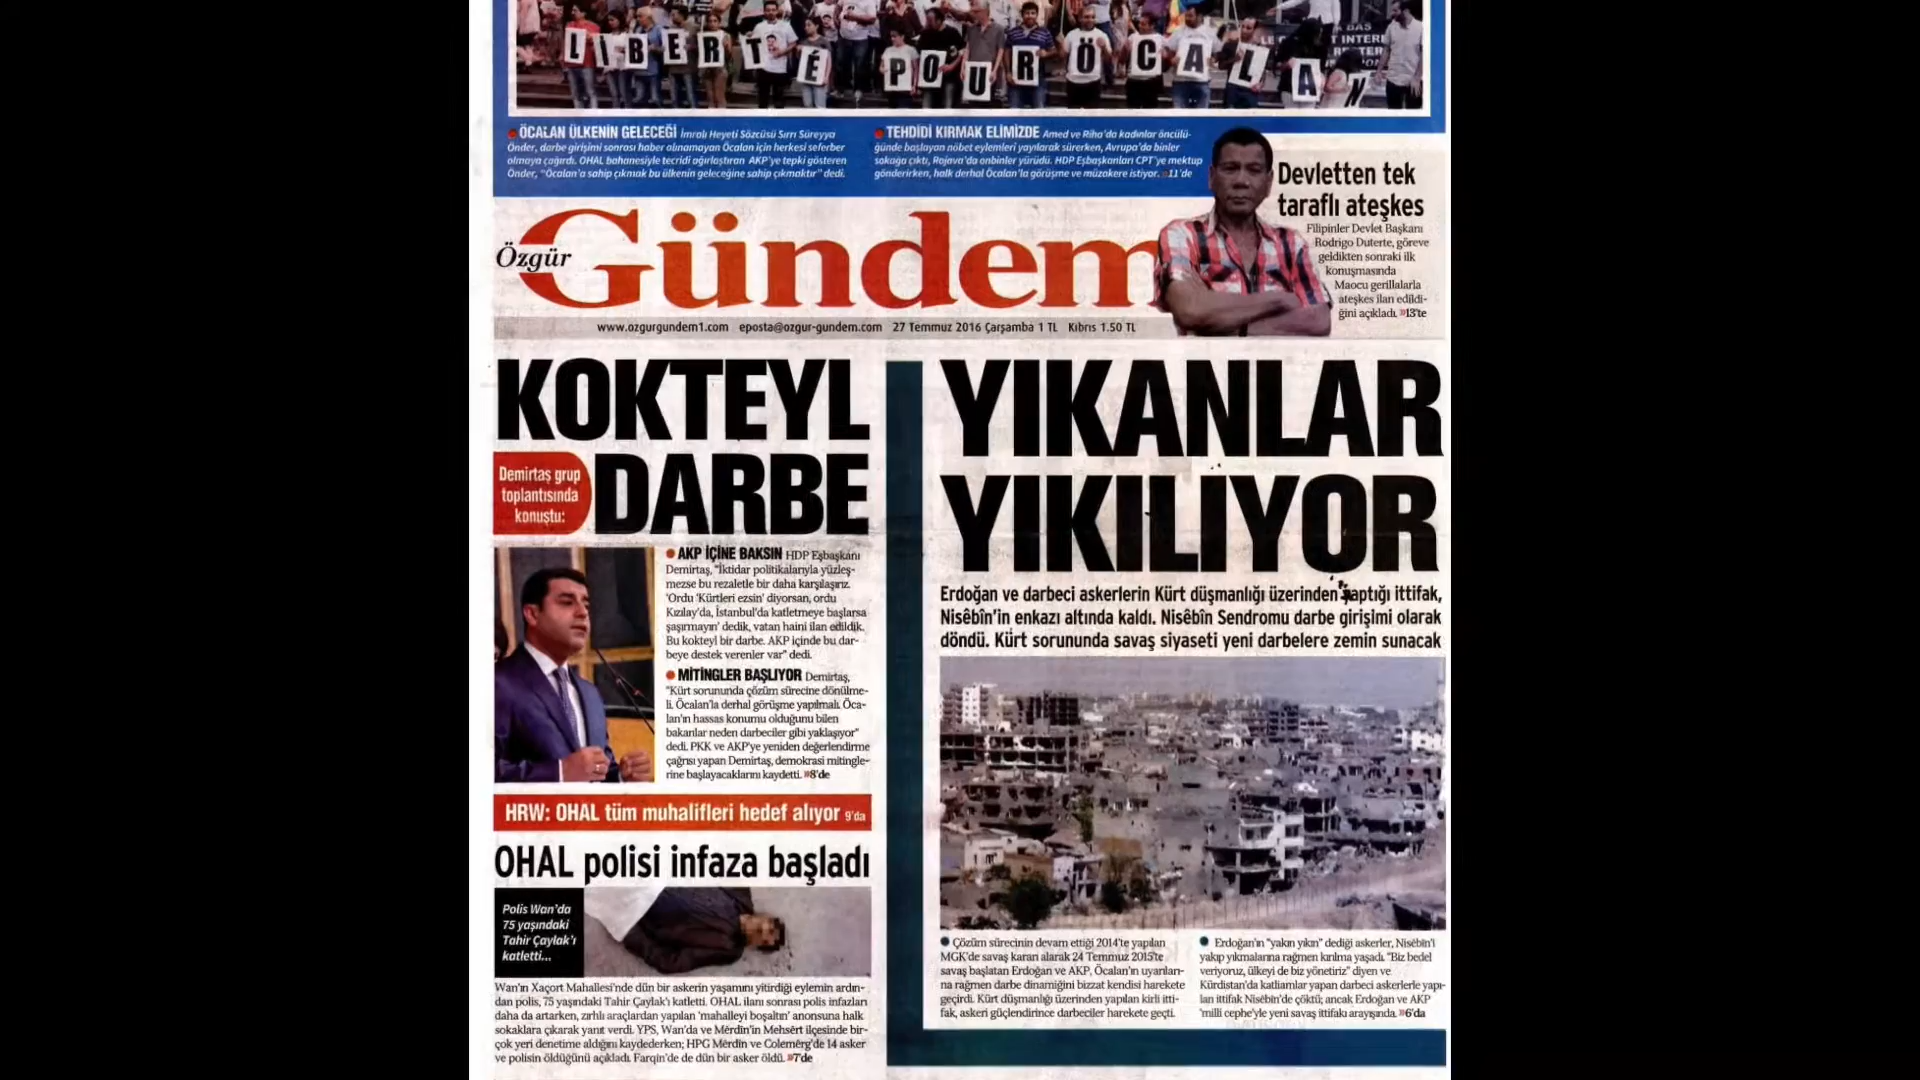 LIBERTÉ POUR ÖCALAN
ÖCALAN ÜLKENİN GELECEĞİ İmralı Heyeti Sözcüsü Sırrı Süreyya
Önder, darbe girişimi sonrası haber alınamayan Öcalan için herkesi seferber
olmaya çağırdı. OHAL bahanesiyle tecridi ağırlaştıran AKP'ye tepki gösteren
Önder, "Öcalan'a sahip çıkmak bu ülkenin geleceğine sahip çıkmaktır" dedi.
TEHDİDİ KIRMAK ELİMİZDE Amed ve Riha'da kadınlar öncülü-
ğünde başlayan nöbet eylemleri yayılarak sürerken, Avrupa'da binler
sokağa çıktı, Rojava'da onbinler yürüdü. HDP Eşbaşkanları CPT'ye mektup
gönderirken, halk derhal Öcalan'la görüşme ve müzakere istiyor. »11'de
Devletten tek
taraflı ateşkes
Filipinler Devlet Başkanı
Rodrigo Duterte, göreve
geldikten sonraki ilk
konuşmasında
Maocu gerillalarla
ateşkes ilan edildi-
ğini açıkladı. »13'te
Özgür
Gündem
www.ozgurgundem1.com eposta@ozgur-gundem.com 27 Temmuz 2016 Çarşamba 1 TL Kıbrıs 1.50 TL
KOKTEYL
DARBE
Demirtaş grup
toplantısında
konuştu:
AKP İÇİNE BAKSIN HDP Eşbaşkanı
Demirtaş, "İktidar politikalarıyla yüzleş-
mezse bu rezaletle bir daha karşılaşırız.
'Ordu 'Kürtleri ezsin' diyorsan, ordu
Kızılay'da, İstanbul'da katletmeye başlarsa
şaşırmayın' dedik, vatan haini ilan edildik.
Bu kokteyl bir darbe. AKP içinde bu dar-
beye destek verenler var" dedi.
MİTİNGLER BAŞLIYOR Demirtaş,
"Kürt sorununda çözüm sürecine dönülme-
li. Öcalan'la derhal görüşme yapılmalı. Öca-
lan'ın hassas konumu olduğunu bilen
bakanlar neden darbeciler gibi yaklaşıyor"
dedi. PKK ve AKP'ye yeniden değerlendirme
çağrısı yapan Demirtaş, demokrasi mitingle-
rine başlayacaklarını kaydetti. »8'de
HRW: OHAL tüm muhalifleri hedef alıyor 9'da
OHAL polisi infaza başladı
Polis Wan'da
75 yaşındaki
Tahir Çaylak'ı
katletti...
Wan'ın Xaçort Mahallesi'nde dün bir askerin yaşamını yitirdiği eylemin ardın-
dan polis, 75 yaşındaki Tahir Çaylak'ı katletti. OHAL ilanı sonrası polis infazları
daha da artarken, zırhlı araçlardan yapılan 'mahalleyi boşaltın' anonsuna halk
sokaklara çıkarak yanıt verdi. YPS, Wan'da ve Mêrdîn'in Mehsêrt ilçesinde bir-
çok yeri denetime aldığını kaydederken; HPG Mêrdîn ve Colemêrg'de 14 asker
ve polisin öldüğünü açıkladı. Farqîn'de de dün bir asker öldü. »7'de
YIKANLAR
YIKILIYOR
Erdoğan ve darbeci askerlerin Kürt düşmanlığı üzerinden yaptığı ittifak,
Nisêbîn'in enkazı altında kaldı. Nisêbîn Sendromu darbe girişimi olarak
döndü. Kürt sorununda savaş siyaseti yeni darbelere zemin sunacak
Çözüm sürecinin devam ettiği 2014'te yapılan
MGK'de savaş kararı alarak 24 Temmuz 2015'te
savaş başlatan Erdoğan ve AKP, Öcalan'ın uyarıları-
na rağmen darbe dinamiğini bizzat kendisi harekete
geçirdi. Kürt düşmanlığı üzerinden yapılan kirli itti-
fak, askeri güçlendirince darbeciler harekete geçti.
Erdoğan'ın "yakın yıkın" dediği askerler, Nisêbîn'i
yakıp yıkmalarına rağmen kırılma yaşadı. "Biz bedel
veriyoruz, ülkeyi de biz yönetiriz" diyen ve
Kürdistan'da katliamlar yapan darbeci askerlerle yapı-
lan ittifak Nisêbîn'de çöktü; ancak Erdoğan ve AKP
'milli cephe'yle yeni savaş ittifakı arayışında. »6'da